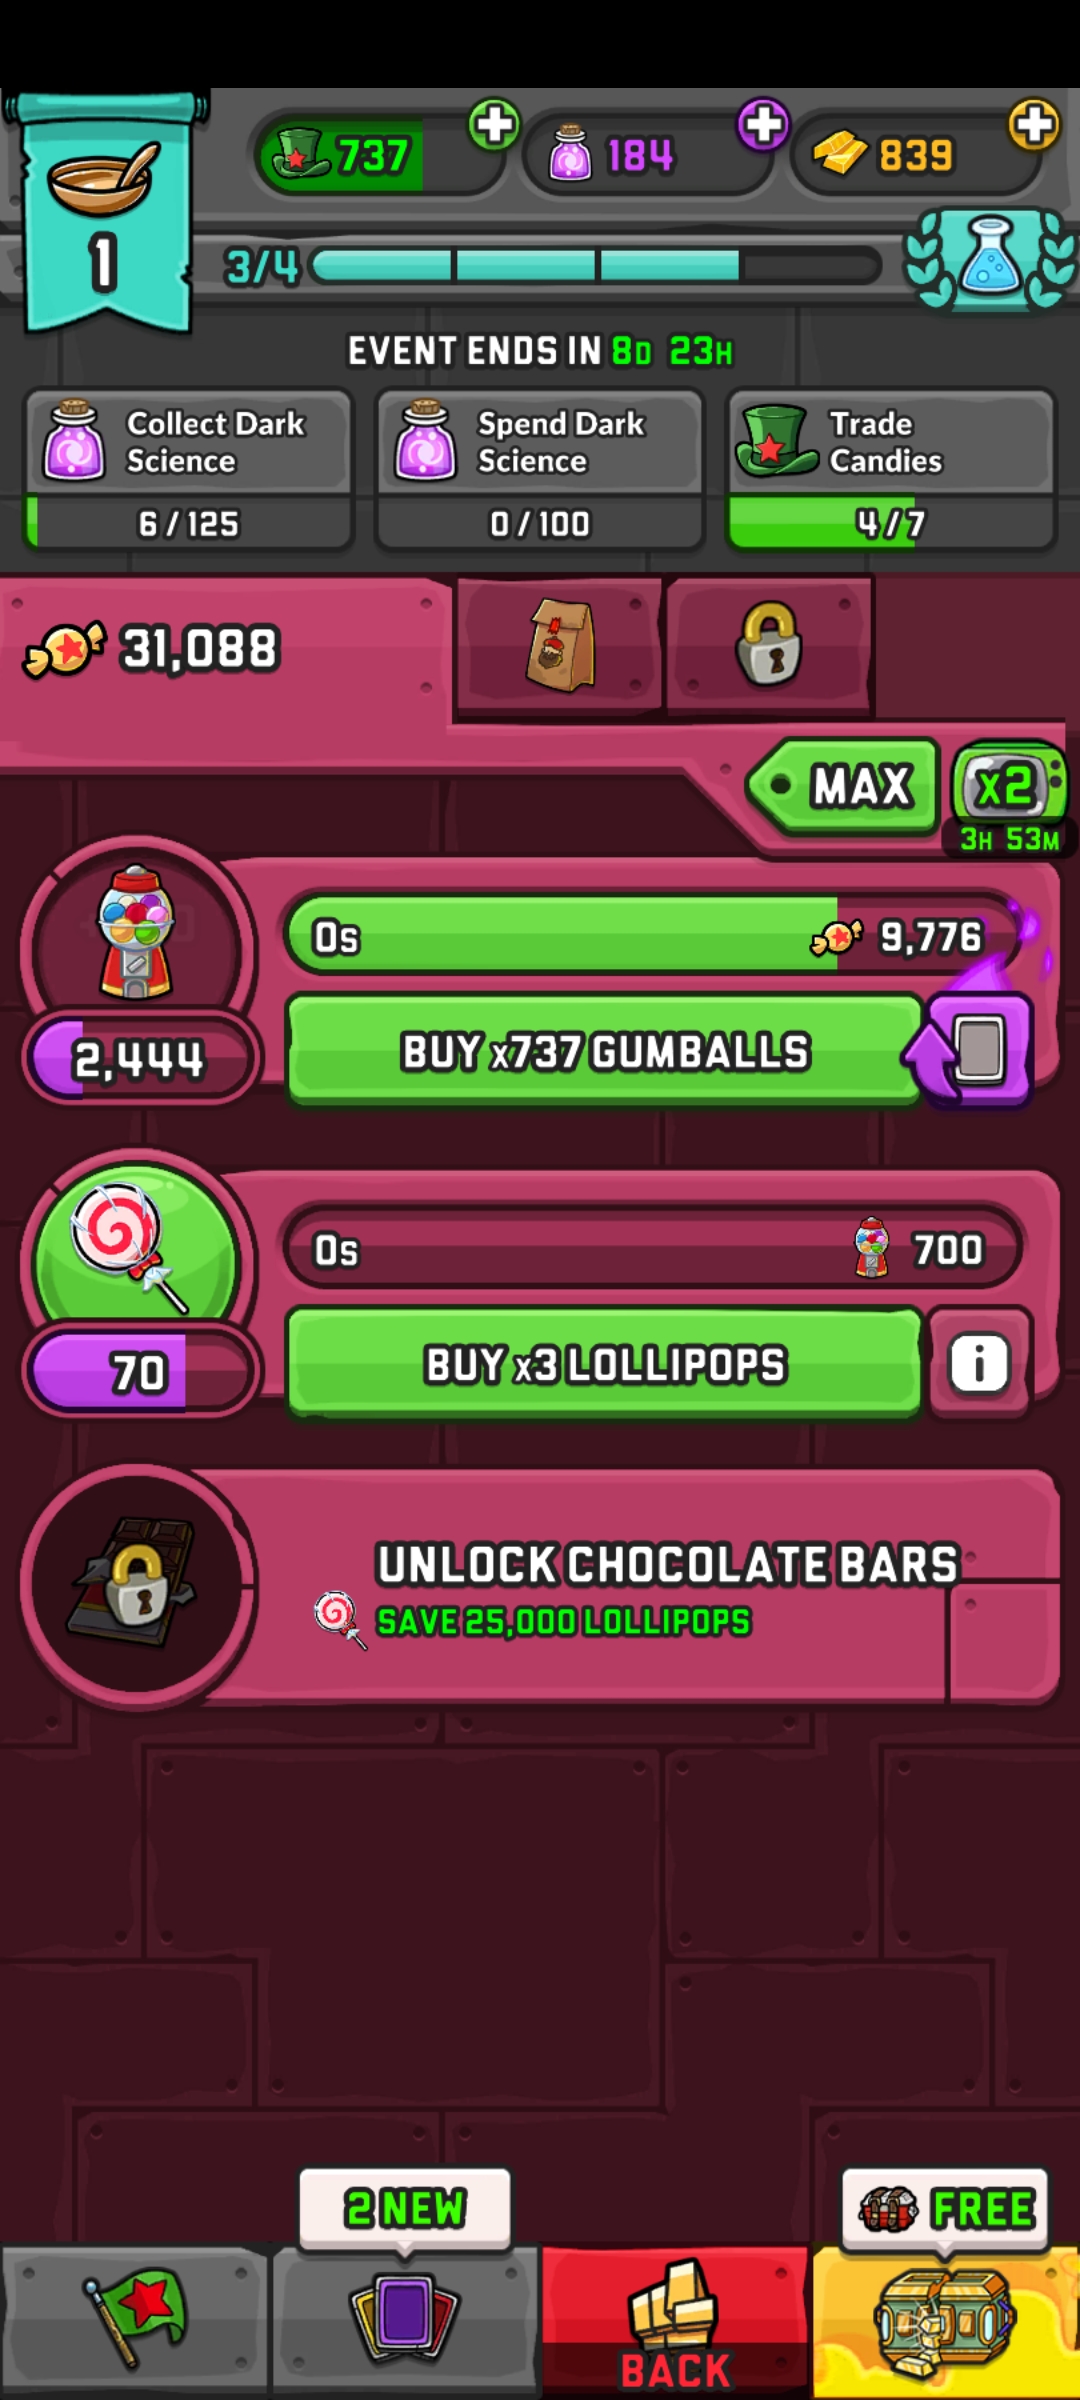 737
184
839
1
3/4
EVENT ENDS IN 8D 23H
Collect Dark
Science
6 / 125
Spend Dark
Science
0 / 100
Trade
Candies
4 / 7
31,088
MAX
x2
3H 53M
0s
9,776
2,444
BUY x737 GUMBALLS
0s
700
70
BUY x3 LOLLIPOPS
i
UNLOCK CHOCOLATE BARS
SAVE 25,000 LOLLIPOPS
2 NEW
FREE
BACK